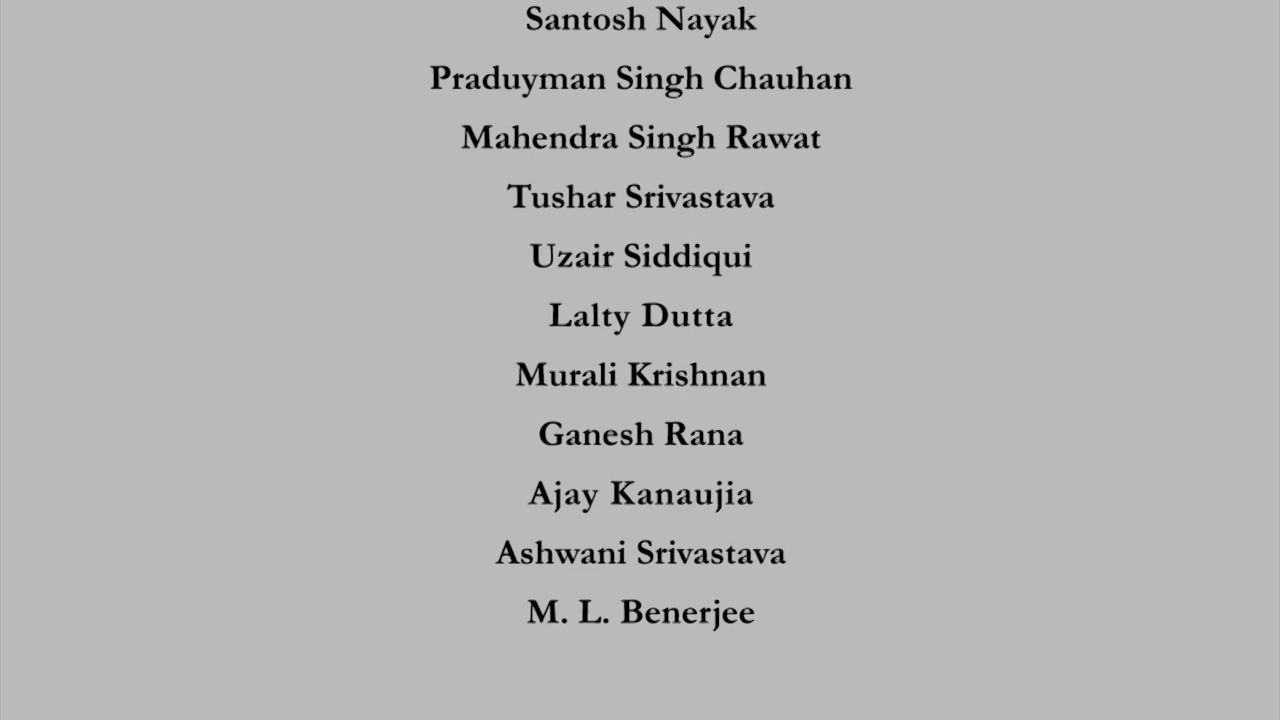 Santosh Nayak
Praduyman Singh Chauhan
Mahendra Singh Rawat
Tushar Srivastava
Uzair Siddiqui
Lalty Dutta
Murali Krishnan
Ganesh Rana
Ajay Kanaujia
Ashwani Srivastava
M. L. Benerjee